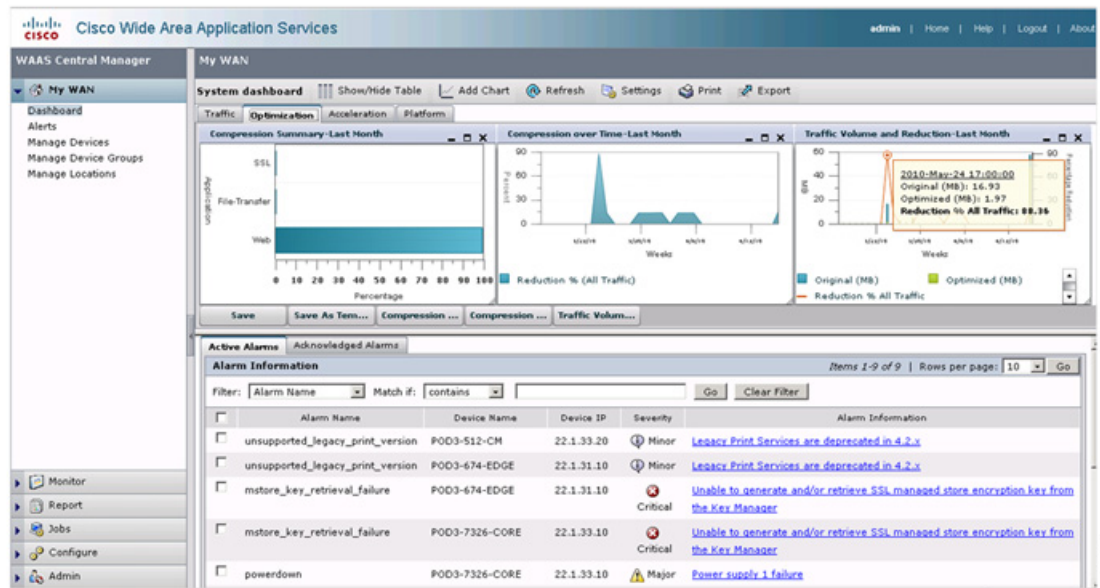 cisco Cisco Wide Area Application Services
admin | Home | Help | Logout | About
WAAS Central Manager
My WAN
My WAN
Dashboard
Alerts
Manage Devices
Manage Device Groups
Manage Locations
Monitor
Report
Jobs
Configure
Admin
System dashboard Show/Hide Table Add Chart Refresh Settings Print Export
Traffic Optimization Acceleration Platform
Compression Summary-Last Month
Application
SSL
File-Transfer
Web
0 10 20 30 40 50 60 70 80 90 100
Percentage
Compression over Time-Last Month
Percent
90
60
30
0
Weeks
Reduction % (All Traffic)
Traffic Volume and Reduction-Last Month
MB
60
40
20
0
90
60
Percentage Reduction
2010-May-24 17:00:00
Original (MB): 16.93
Optimized (MB): 1.97
Reduction % All Traffic: 88.36
Weeks
Original (MB) Optimized (MB)
Reduction % All Traffic
Save Save As Tem... Compression ... Compression ... Traffic Volum...
Active Alarms Acknowledged Alarms
Alarm Information Items 1-9 of 9 | Rows per page: 10 Go
Filter: Alarm Name Match if: contains Go Clear Filter
Alarm Name Device Name Device IP Severity Alarm Information
unsupported_legacy_print_version POD3-512-CM 22.1.33.20 Minor Legacy Print Services are deprecated in 4.2.x
unsupported_legacy_print_version POD3-674-EDGE 22.1.31.10 Minor Legacy Print Services are deprecated in 4.2.x
mstore_key_retrieval_failure POD3-674-EDGE 22.1.31.10 Critical Unable to generate and/or retrieve SSL managed store encryption key from
the Key Manager
mstore_key_retrieval_failure POD3-7326-CORE 22.1.33.10 Critical Unable to generate and/or retrieve SSL managed store encryption key from
the Key Manager
powerdown POD3-7326-CORE 22.1.33.10 Major Power supply 1 failure